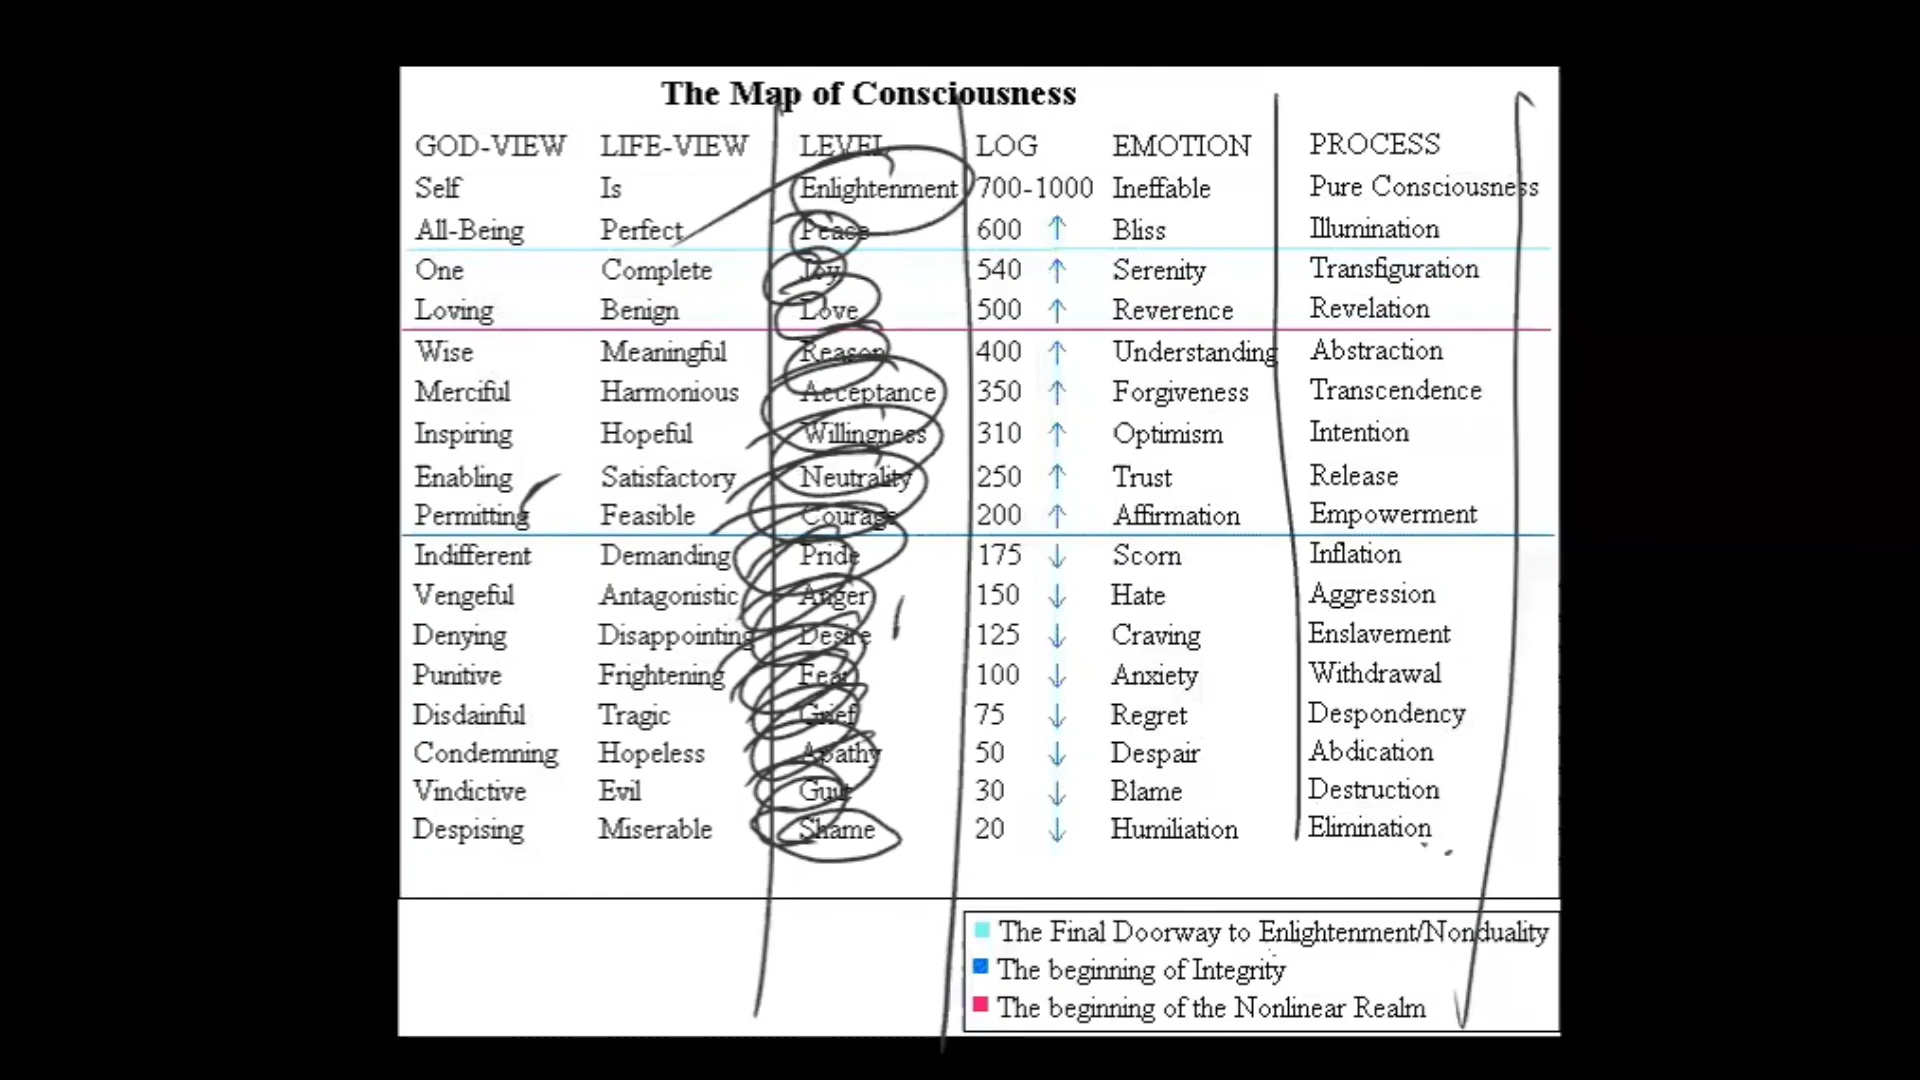 The Map of Consciousness
GOD-VIEW LIFE-VIEW LEVEL LOG EMOTION PROCESS
Self Is Enlightenment 700-1000 Ineffable Pure Consciousness
All-Being Perfect Peace 600 ↑ Bliss Illumination
One Complete Joy 540 ↑ Serenity Transfiguration
Loving Benign Love 500 ↑ Reverence Revelation
Wise Meaningful Reason 400 ↑ Understanding Abstraction
Merciful Harmonious Acceptance 350 ↑ Forgiveness Transcendence
Inspiring Hopeful Willingness 310 ↑ Optimism Intention
Enabling Satisfactory Neutrality 250 ↑ Trust Release
Permitting Feasible Courage 200 ↑ Affirmation Empowerment
Indifferent Demanding Pride 175 ↓ Scorn Inflation
Vengeful Antagonistic Anger 150 ↓ Hate Aggression
Denying Disappointing Desire 125 ↓ Craving Enslavement
Punitive Frightening Fear 100 ↓ Anxiety Withdrawal
Disdainful Tragic Grief 75 ↓ Regret Despondency
Condemning Hopeless Apathy 50 ↓ Despair Abdication
Vindictive Evil Guilt 30 ↓ Blame Destruction
Despising Miserable Shame 20 ↓ Humiliation Elimination
The Final Doorway to Enlightenment/Nonduality
The beginning of Integrity
The beginning of the Nonlinear Realm